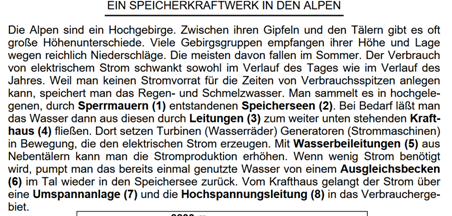 EIN SPEICHERKRAFTWERK IN DEN ALPEN
Die Alpen sind ein Hochgebirge. Zwischen ihren Gipfeln und den Tälern gibt es oft
große Höhenunterschiede. Viele Gebirgsgruppen empfangen ihrer Höhe und Lage
wegen reichlich Niederschläge. Die meisten davon fallen im Sommer. Der Verbrauch
von elektrischem Strom schwankt sowohl im Verlauf des Tages wie im Verlauf des
Jahres. Weil man keinen Stromvorrat für die Zeiten von Verbrauchsspitzen anlegen
kann, speichert man das Regen- und Schmelzwasser. Man sammelt es in hochgele-
genen, durch Sperrmauern (1) entstandenen Speicherseen (2). Bei Bedarf läßt man
das Wasser dann aus diesen durch Leitungen (3) zum weiter unten stehenden Kraft-
haus (4) fließen. Dort setzen Turbinen (Wasserräder) Generatoren (Strommaschinen)
in Bewegung, die den elektrischen Strom erzeugen. Mit Wasserbeileitungen (5) aus
Nebentälern kann man die Stromproduktion erhöhen. Wenn wenig Strom benötigt
wird, pumpt man das bereits einmal genutzte Wasser von einem Ausgleichsbecken
(6) im Tal wieder in den Speichersee zurück. Vom Krafthaus gelangt der Strom über
eine Umspannanlage (7) und die Hochspannungsleitung (8) in das Verbraucherge-
biet.